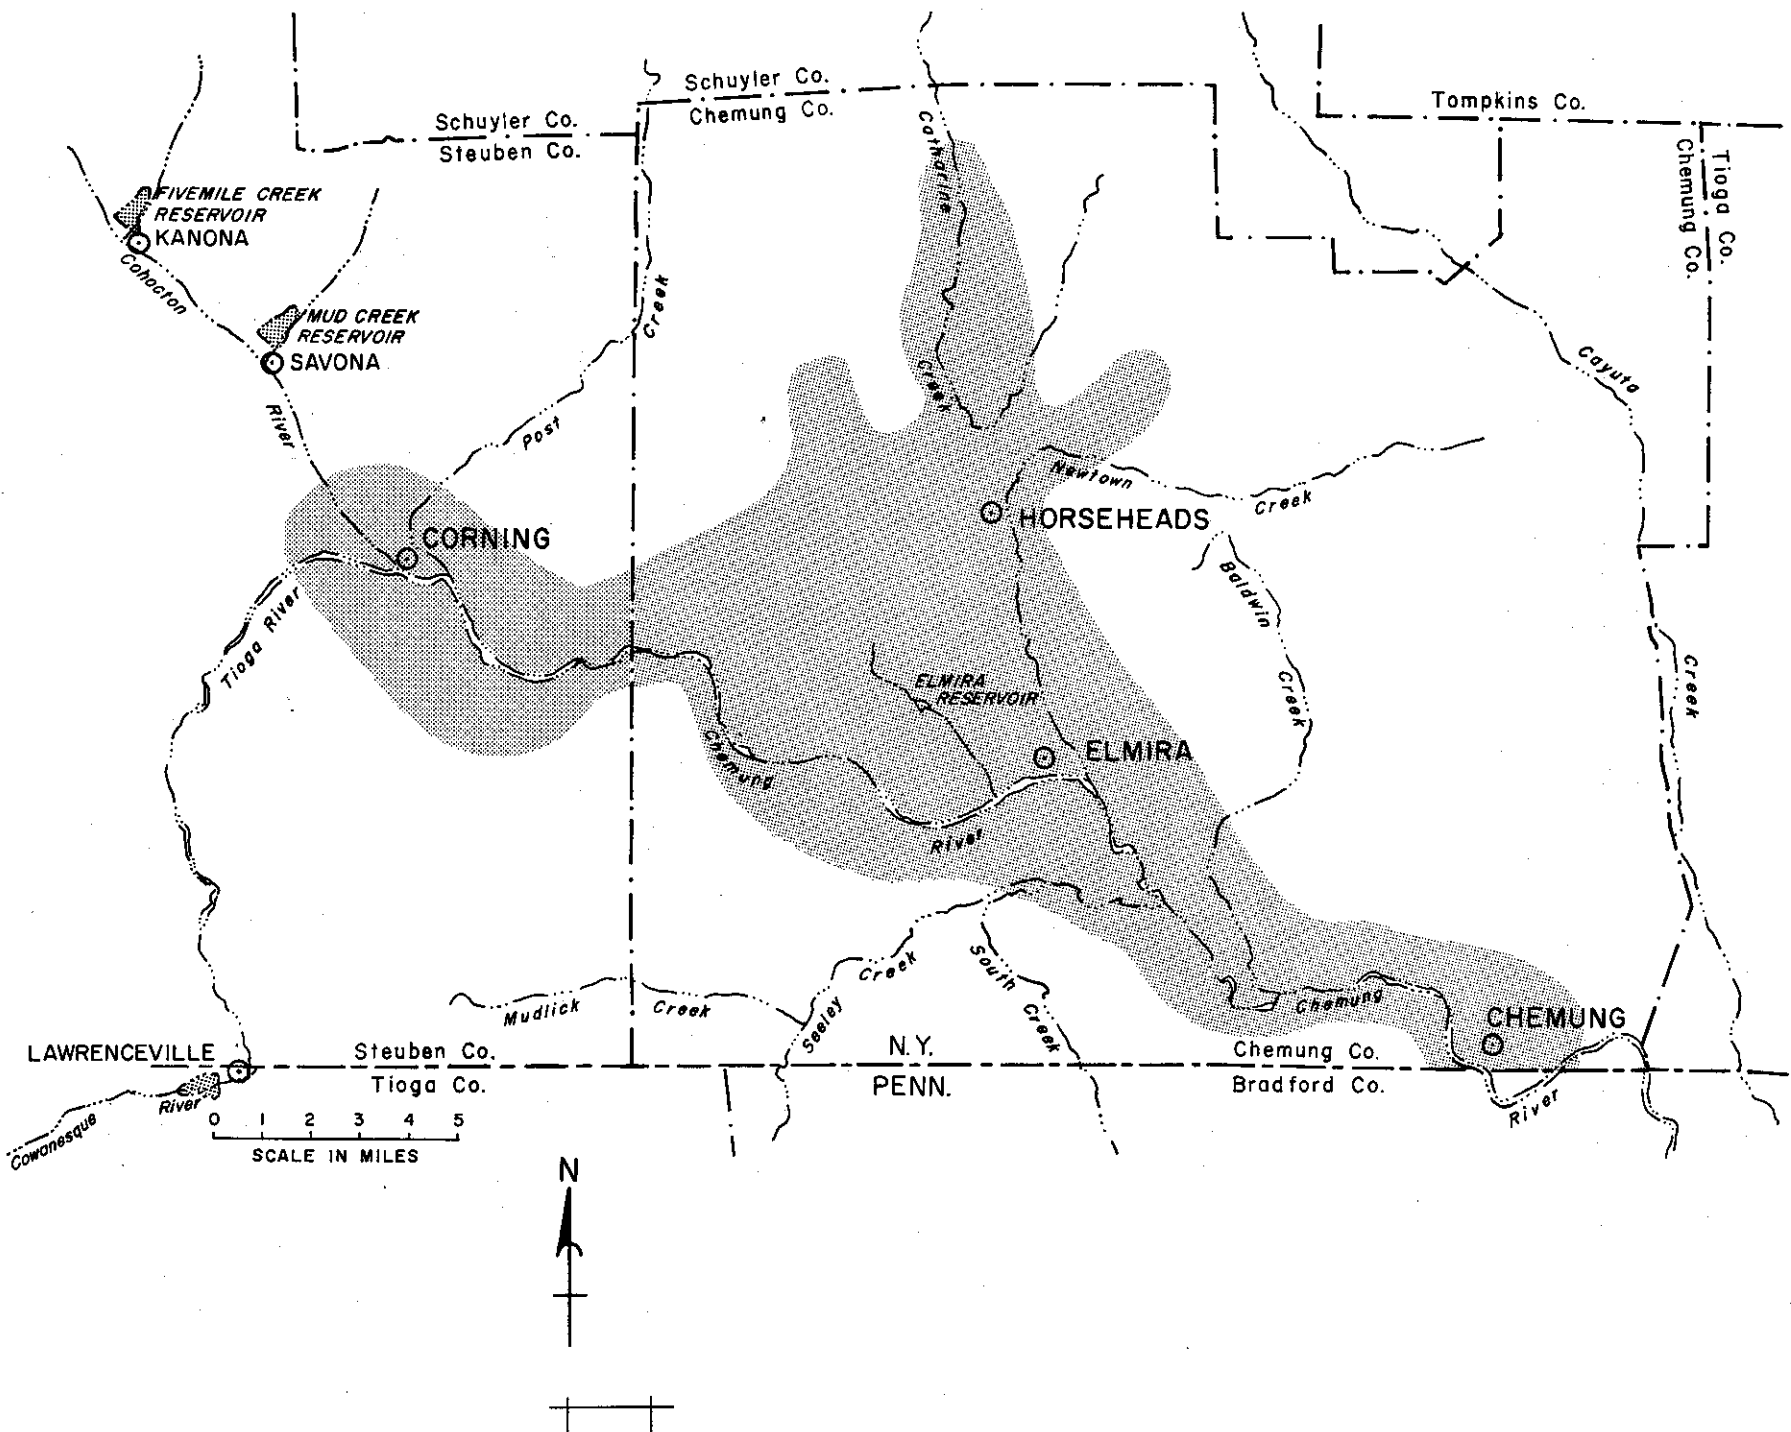 Schuyler Co.
Chemung Co.
Schuyler Co.
Steuben Co.
Tompkins Co.
Tioga Co.
Chemung Co.
Catharine
Creek
FIVEMILE CREEK
RESERVOIR
KANONA
Cohocton
River
MUD CREEK
RESERVOIR
SAVONA
Post
Creek
Cayuta
Creek
Newtown
Creek
HORSEHEADS
CORNING
Baldwin
Creek
Tioga River
ELMIRA
RESERVOIR
ELMIRA
Chemung
River
Mudlick
Creek
Seeley
Creek
South
Creek
Chemung
River
CHEMUNG
LAWRENCEVILLE
Steuben Co.
Tioga Co.
N.Y.
PENN.
Chemung Co.
Bradford Co.
Cowanesque
River
0 1 2 3 4 5
SCALE IN MILES
N